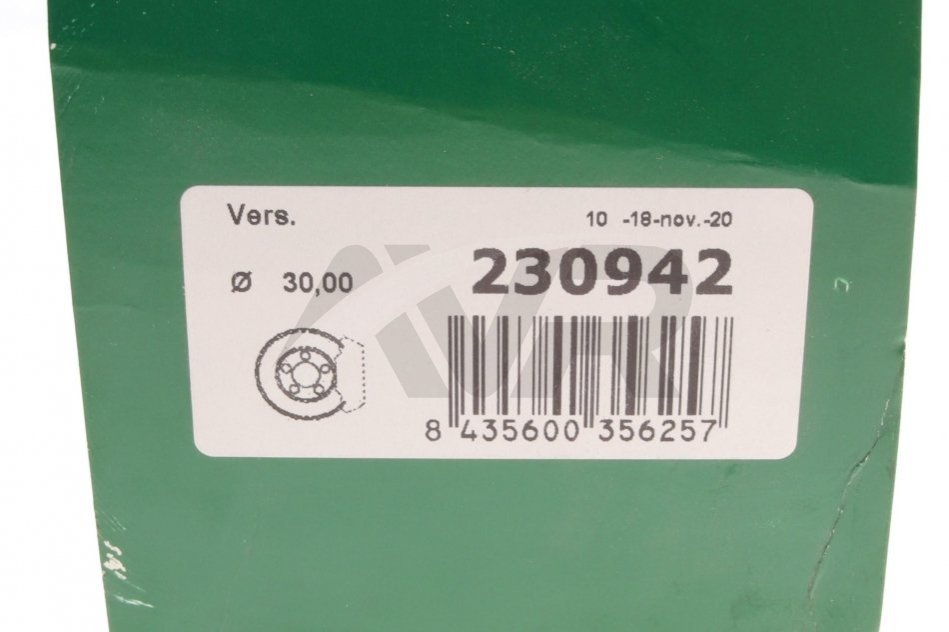 Vers. 10 -18-nov.-20
Ø 30,00 230942
8 435600 356257